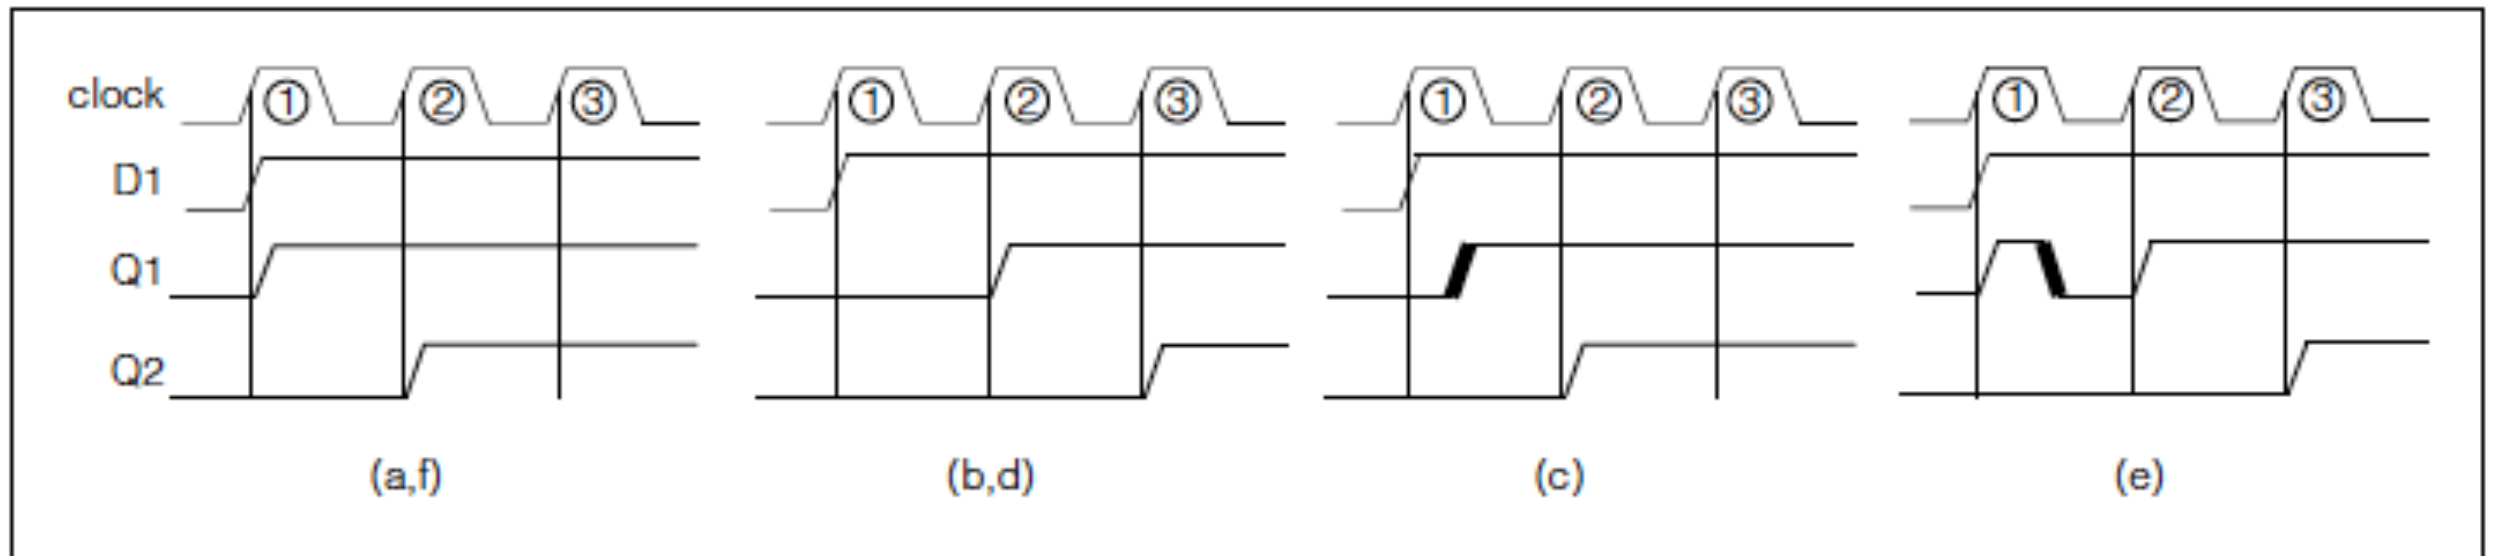 clock ① ② ③ ① ② ③ ① ② ③ ① ② ③
D1
Q1
Q2
(a,f) (b,d) (c) (e)